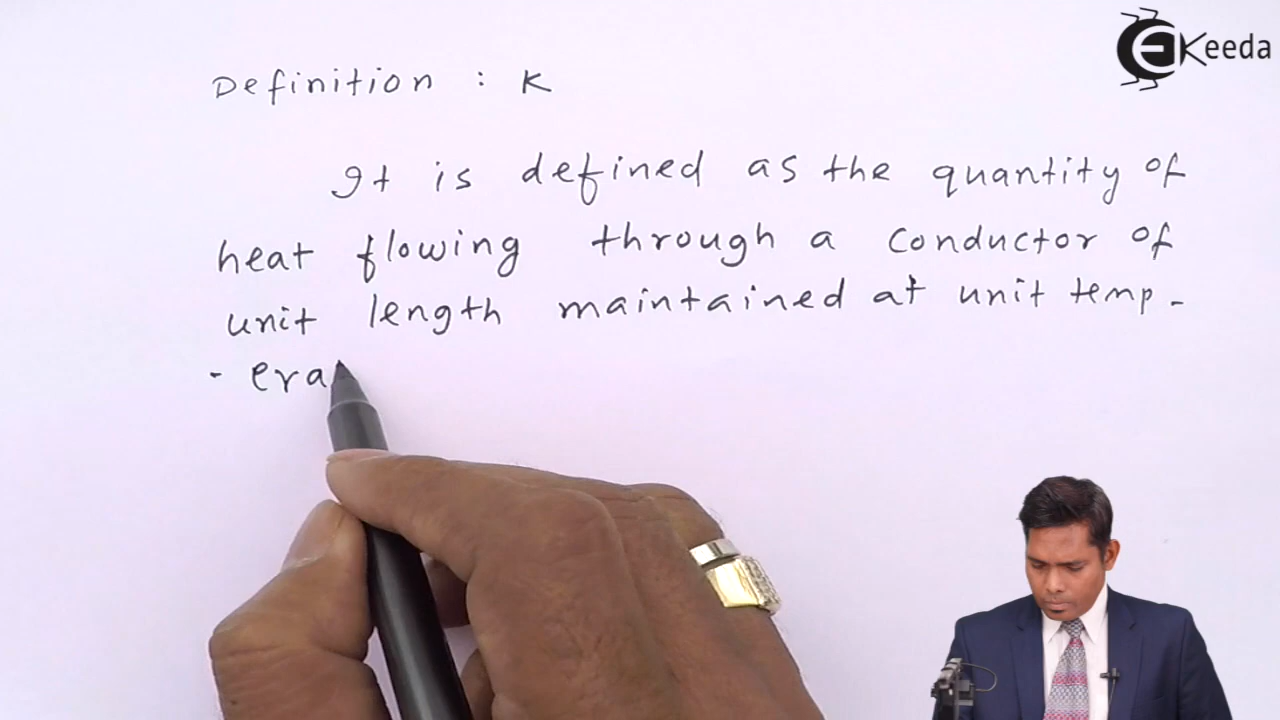 Keeda
Definition : K
It is defined as the quantity of
heat flowing through a conductor of
unit length maintained at unit temp -
- era